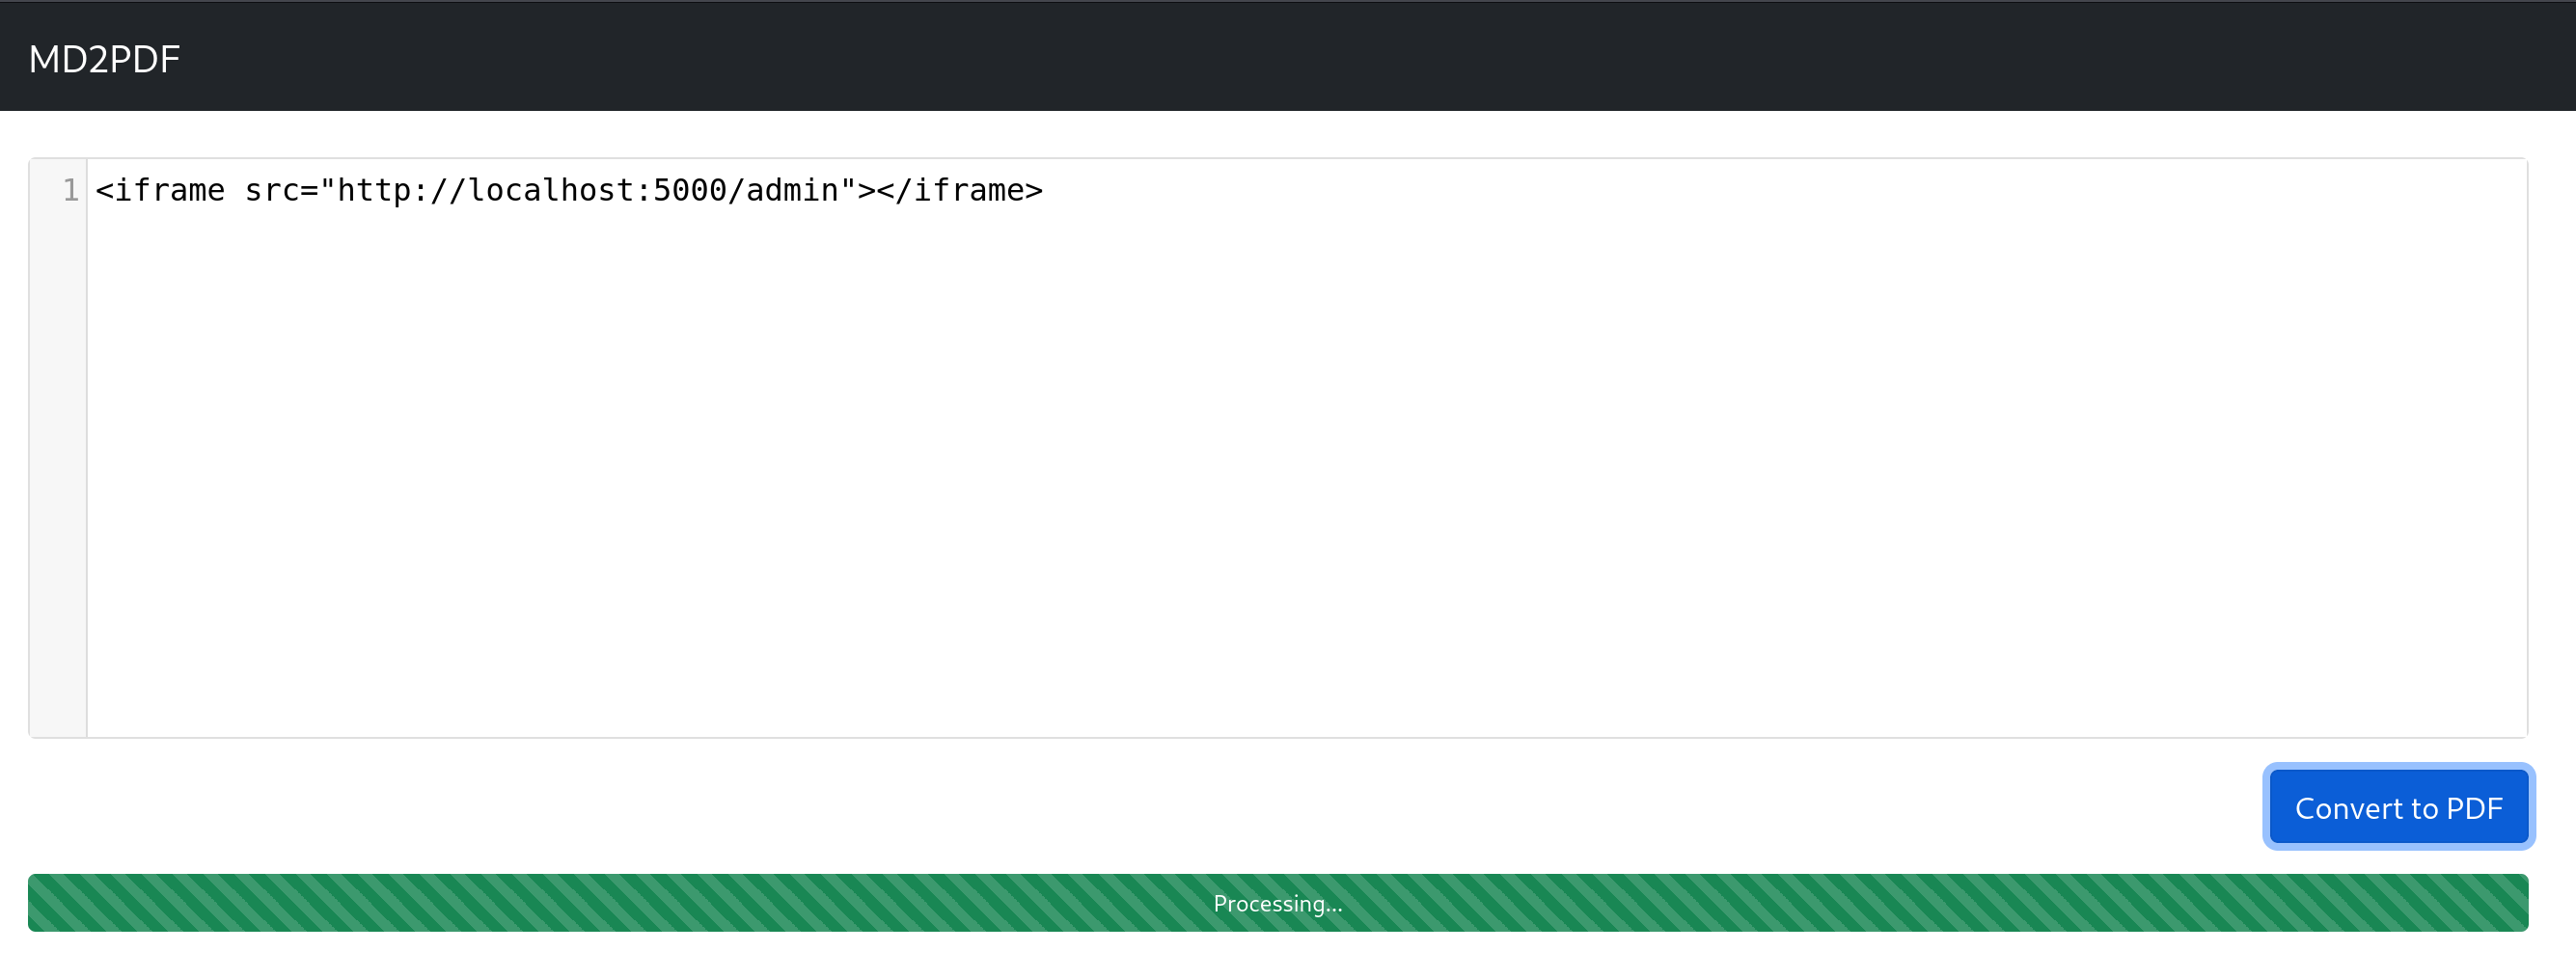 MD2PDF
1 <iframe src="http://localhost:5000/admin"></iframe>
Convert to PDF
Processing...